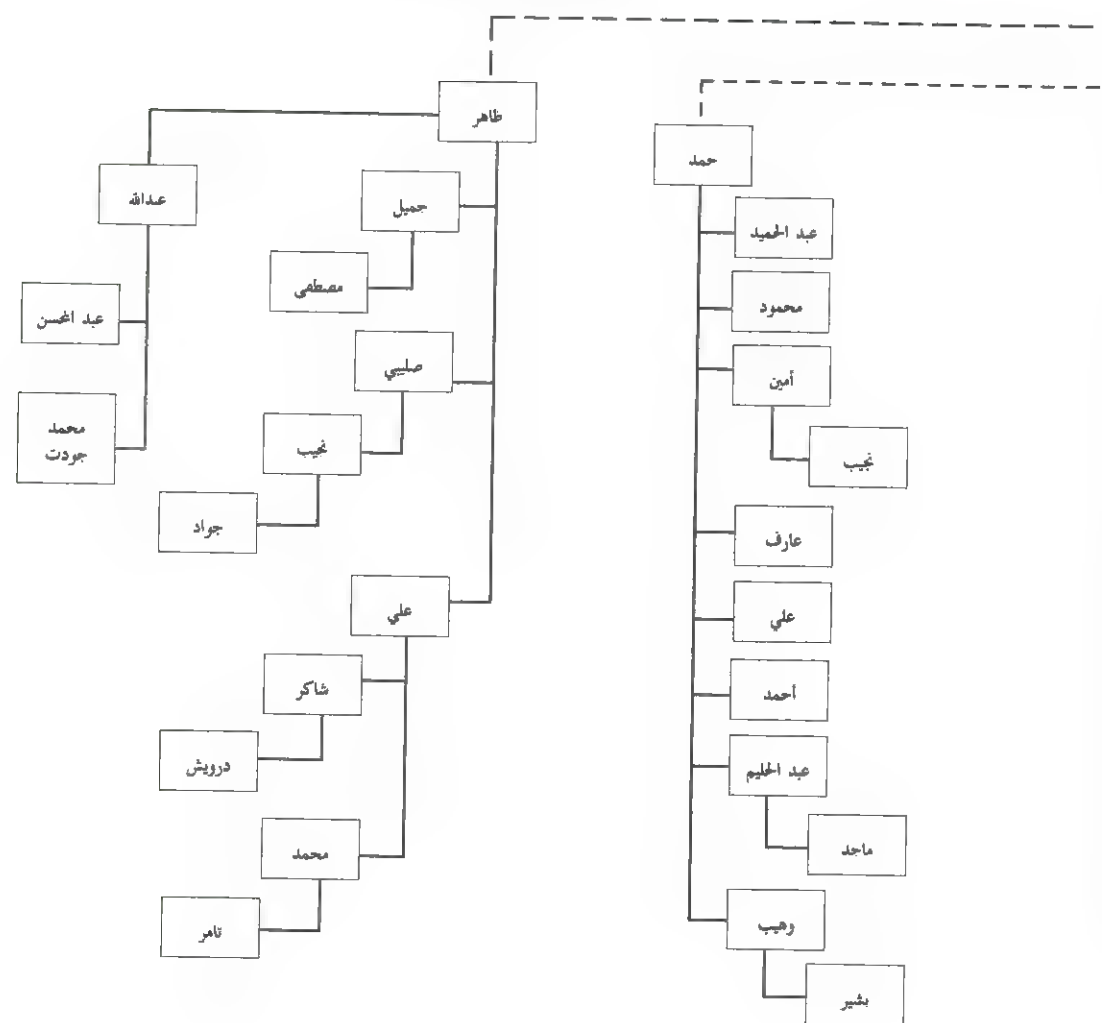 حمد
عبد الحميد
محمود
أمين
نجيب
عارف
علي
أحمد
عبد الحليم
ماجد
وهيب
بشير
ظاهر
جميل
مصطفى
صليبي
نجيب
جواد
علي
شاكر
درويش
محمد
تامر
عبدالله
عبد المحسن
محمد
جودت